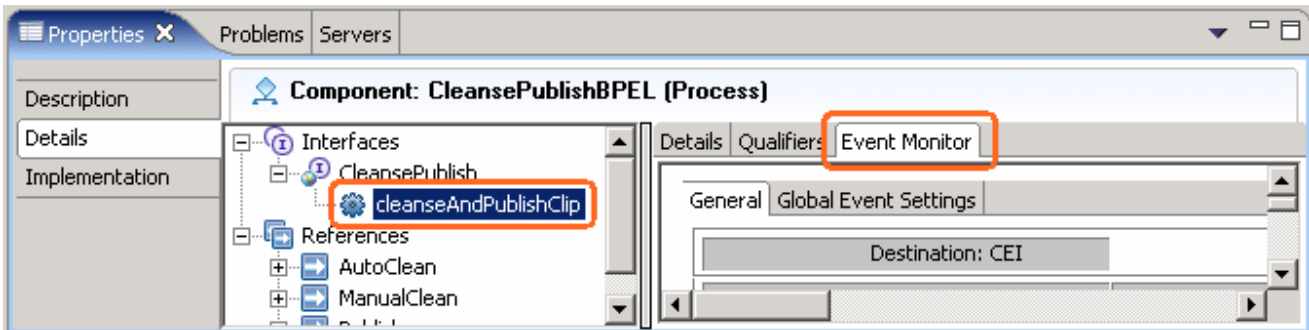 Properties Problems Servers
Component: CleansePublishBPEL (Process)
Description
Details
Implementation
Interfaces
CleansePublish
cleanseAndPublishClip
References
AutoClean
ManualClean
Details Qualifiers Event Monitor
General Global Event Settings
Destination: CEI